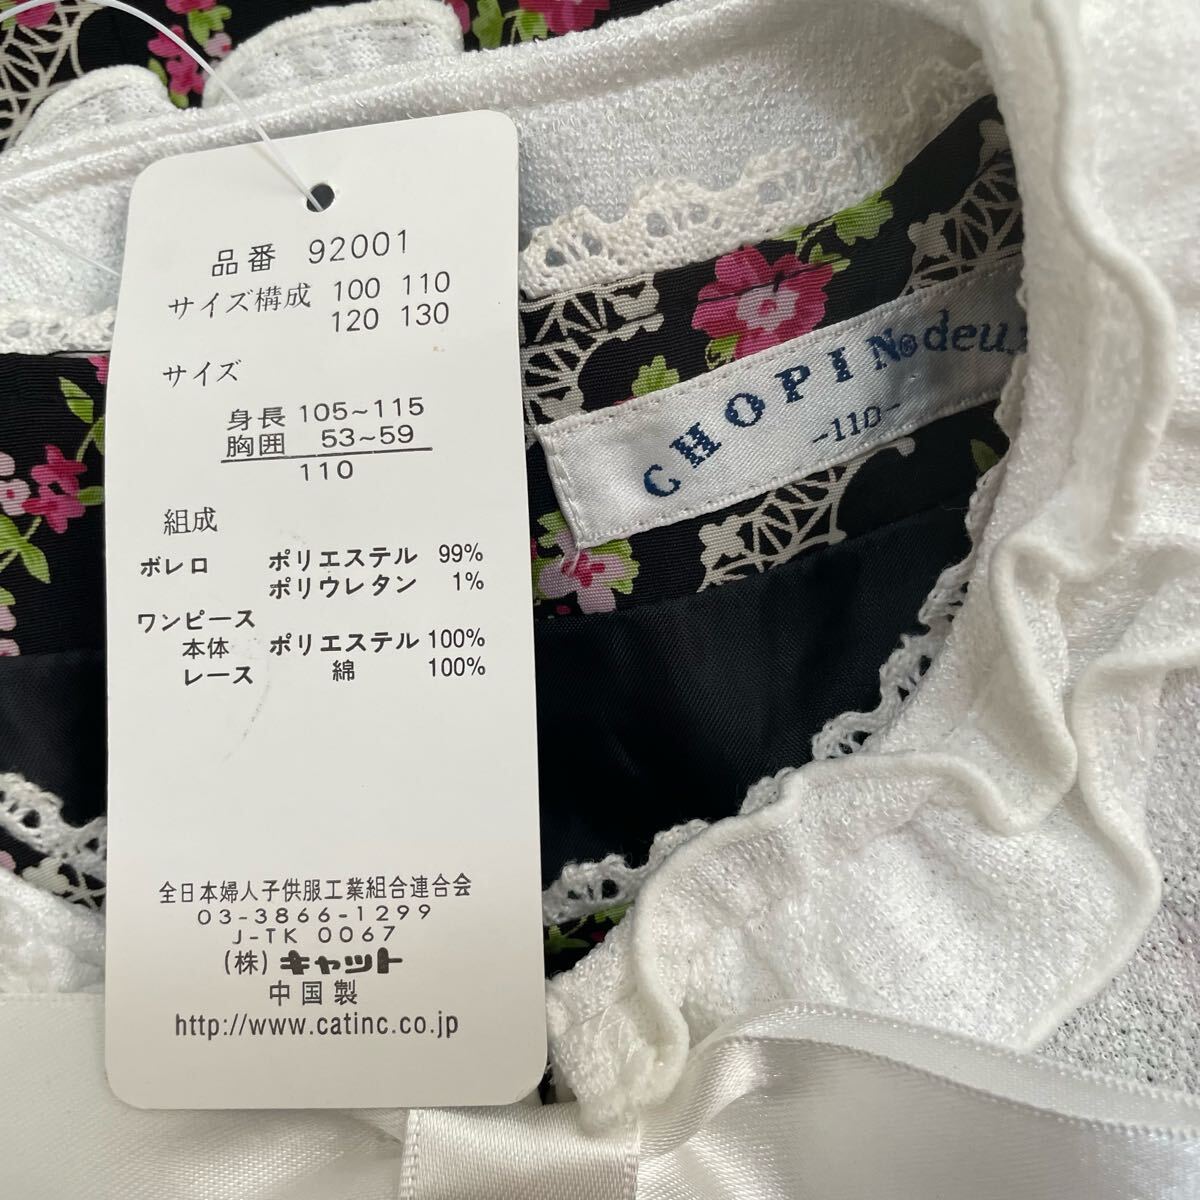 品番 92001
サイズ構成 100 110
120 130
サイズ
身長 105~115
胸囲 53~59
110
組成
ボレロ ポリエステル 99%
ポリウレタン 1%
ワンピース
本体 ポリエステル 100%
レース 綿 100%
全日本婦人子供服工業組合連合会
03-3866-1299
J-TK 0067
(株) キャット
中国製
http://www.catinc.co.jp
CHOPIN® deux
-110-